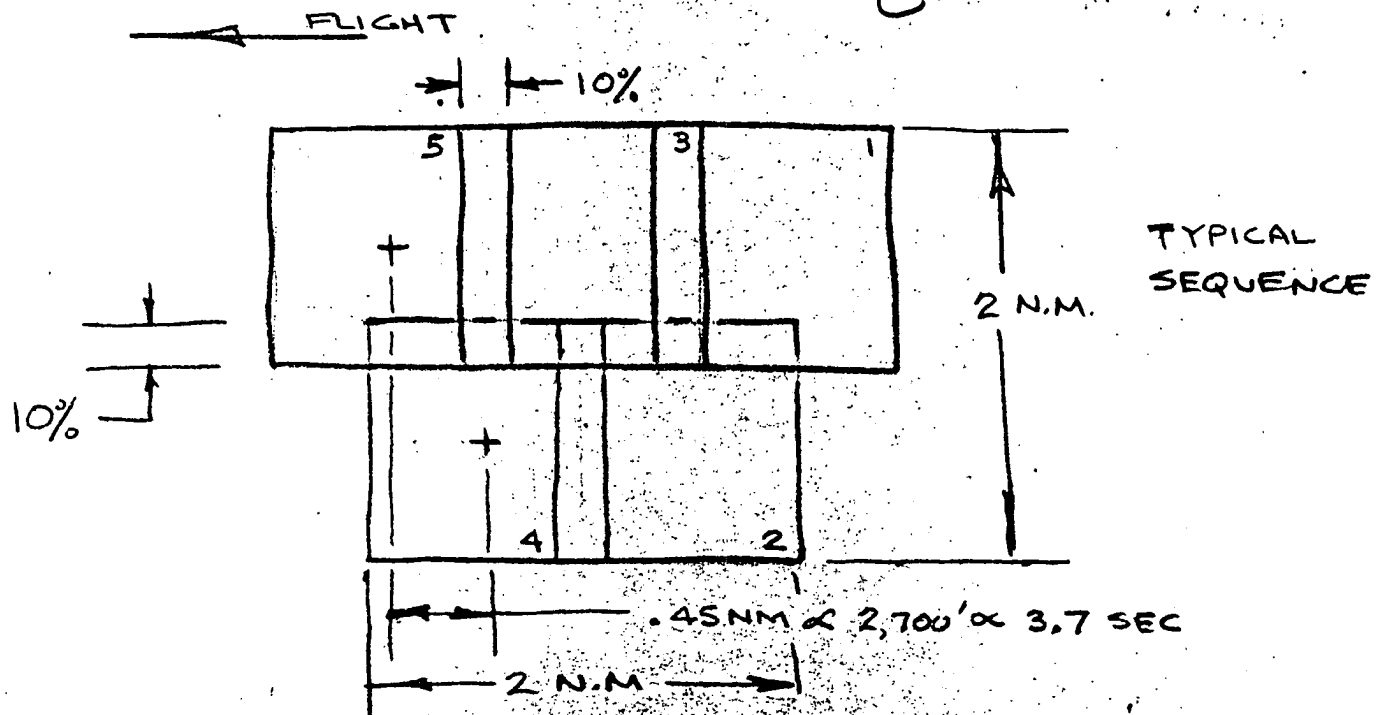 FLIGHT
10%
5 3 1
TYPICAL
SEQUENCE
2 N.M.
10%
4 2
.45NM ∝ 2,700' ∝ 3.7 SEC
2 N.M